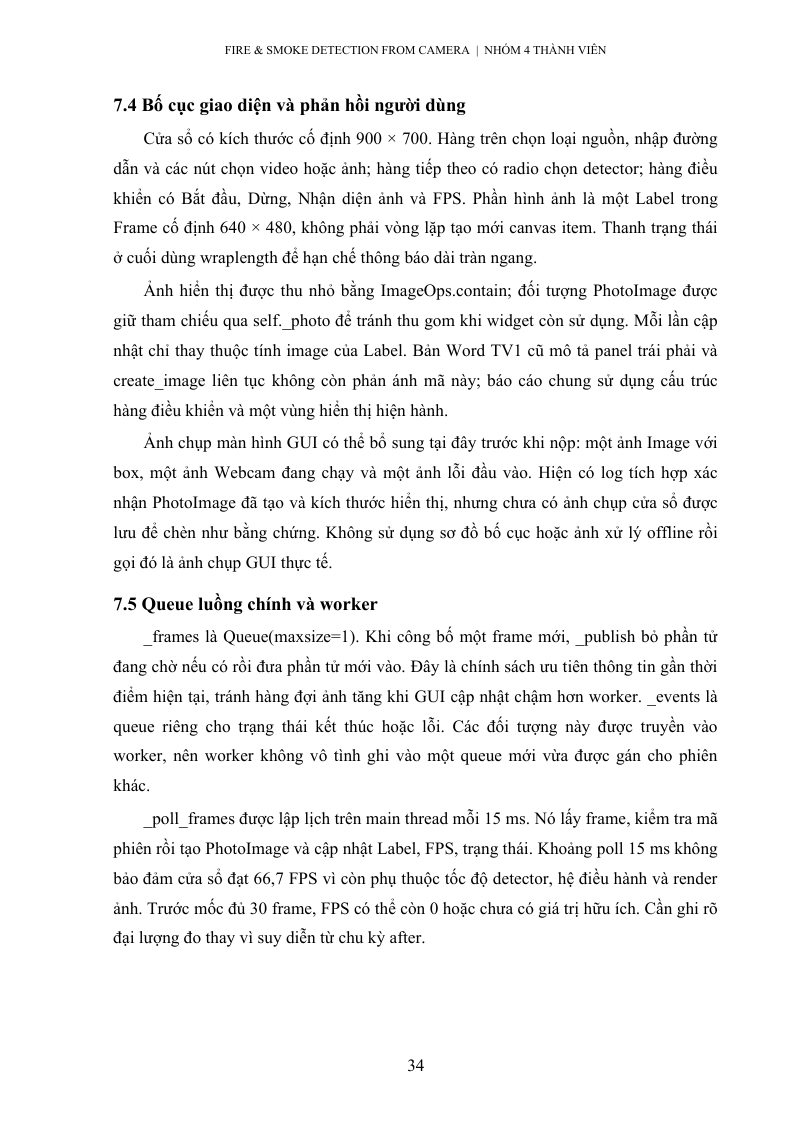 FIRE & SMOKE DETECTION FROM CAMERA | NHÓM 4 THÀNH VIÊN
7.4 Bố cục giao diện và phản hồi người dùng
Cửa sổ có kích thước cố định 900 × 700. Hàng trên chọn loại nguồn, nhập đường
dẫn và các nút chọn video hoặc ảnh; hàng tiếp theo có radio chọn detector; hàng điều
khiển có Bắt đầu, Dừng, Nhận diện ảnh và FPS. Phần hình ảnh là một Label trong
Frame cố định 640 × 480, không phải vòng lặp tạo mới canvas item. Thanh trạng thái
ở cuối dùng wraplength để hạn chế thông báo dài tràn ngang.
Ảnh hiển thị được thu nhỏ bằng ImageOps.contain; đối tượng PhotoImage được
giữ tham chiếu qua self._photo để tránh thu gom khi widget còn sử dụng. Mỗi lần cập
nhật chỉ thay thuộc tính image của Label. Bản Word TV1 cũ mô tả panel trái phải và
create_image liên tục không còn phản ánh mã này; báo cáo chung sử dụng cấu trúc
hàng điều khiển và một vùng hiển thị hiện hành.
Ảnh chụp màn hình GUI có thể bổ sung tại đây trước khi nộp: một ảnh Image với
box, một ảnh Webcam đang chạy và một ảnh lỗi đầu vào. Hiện có log tích hợp xác
nhận PhotoImage đã tạo và kích thước hiển thị, nhưng chưa có ảnh chụp cửa sổ được
lưu để chèn như bằng chứng. Không sử dụng sơ đồ bố cục hoặc ảnh xử lý offline rồi
gọi đó là ảnh chụp GUI thực tế.
7.5 Queue luồng chính và worker
_frames là Queue(maxsize=1). Khi công bố một frame mới, _publish bỏ phần tử
đang chờ nếu có rồi đưa phần tử mới vào. Đây là chính sách ưu tiên thông tin gần thời
điểm hiện tại, tránh hàng đợi ảnh tăng khi GUI cập nhật chậm hơn worker. _events là
queue riêng cho trạng thái kết thúc hoặc lỗi. Các đối tượng này được truyền vào
worker, nên worker không vô tình ghi vào một queue mới vừa được gán cho phiên
khác.
_poll_frames được lập lịch trên main thread mỗi 15 ms. Nó lấy frame, kiểm tra mã
phiên rồi tạo PhotoImage và cập nhật Label, FPS, trạng thái. Khoảng poll 15 ms không
bảo đảm cửa sổ đạt 66,7 FPS vì còn phụ thuộc tốc độ detector, hệ điều hành và render
ảnh. Trước mốc đủ 30 frame, FPS có thể còn 0 hoặc chưa có giá trị hữu ích. Cần ghi rõ
đại lượng đo thay vì suy diễn từ chu kỳ after.
34